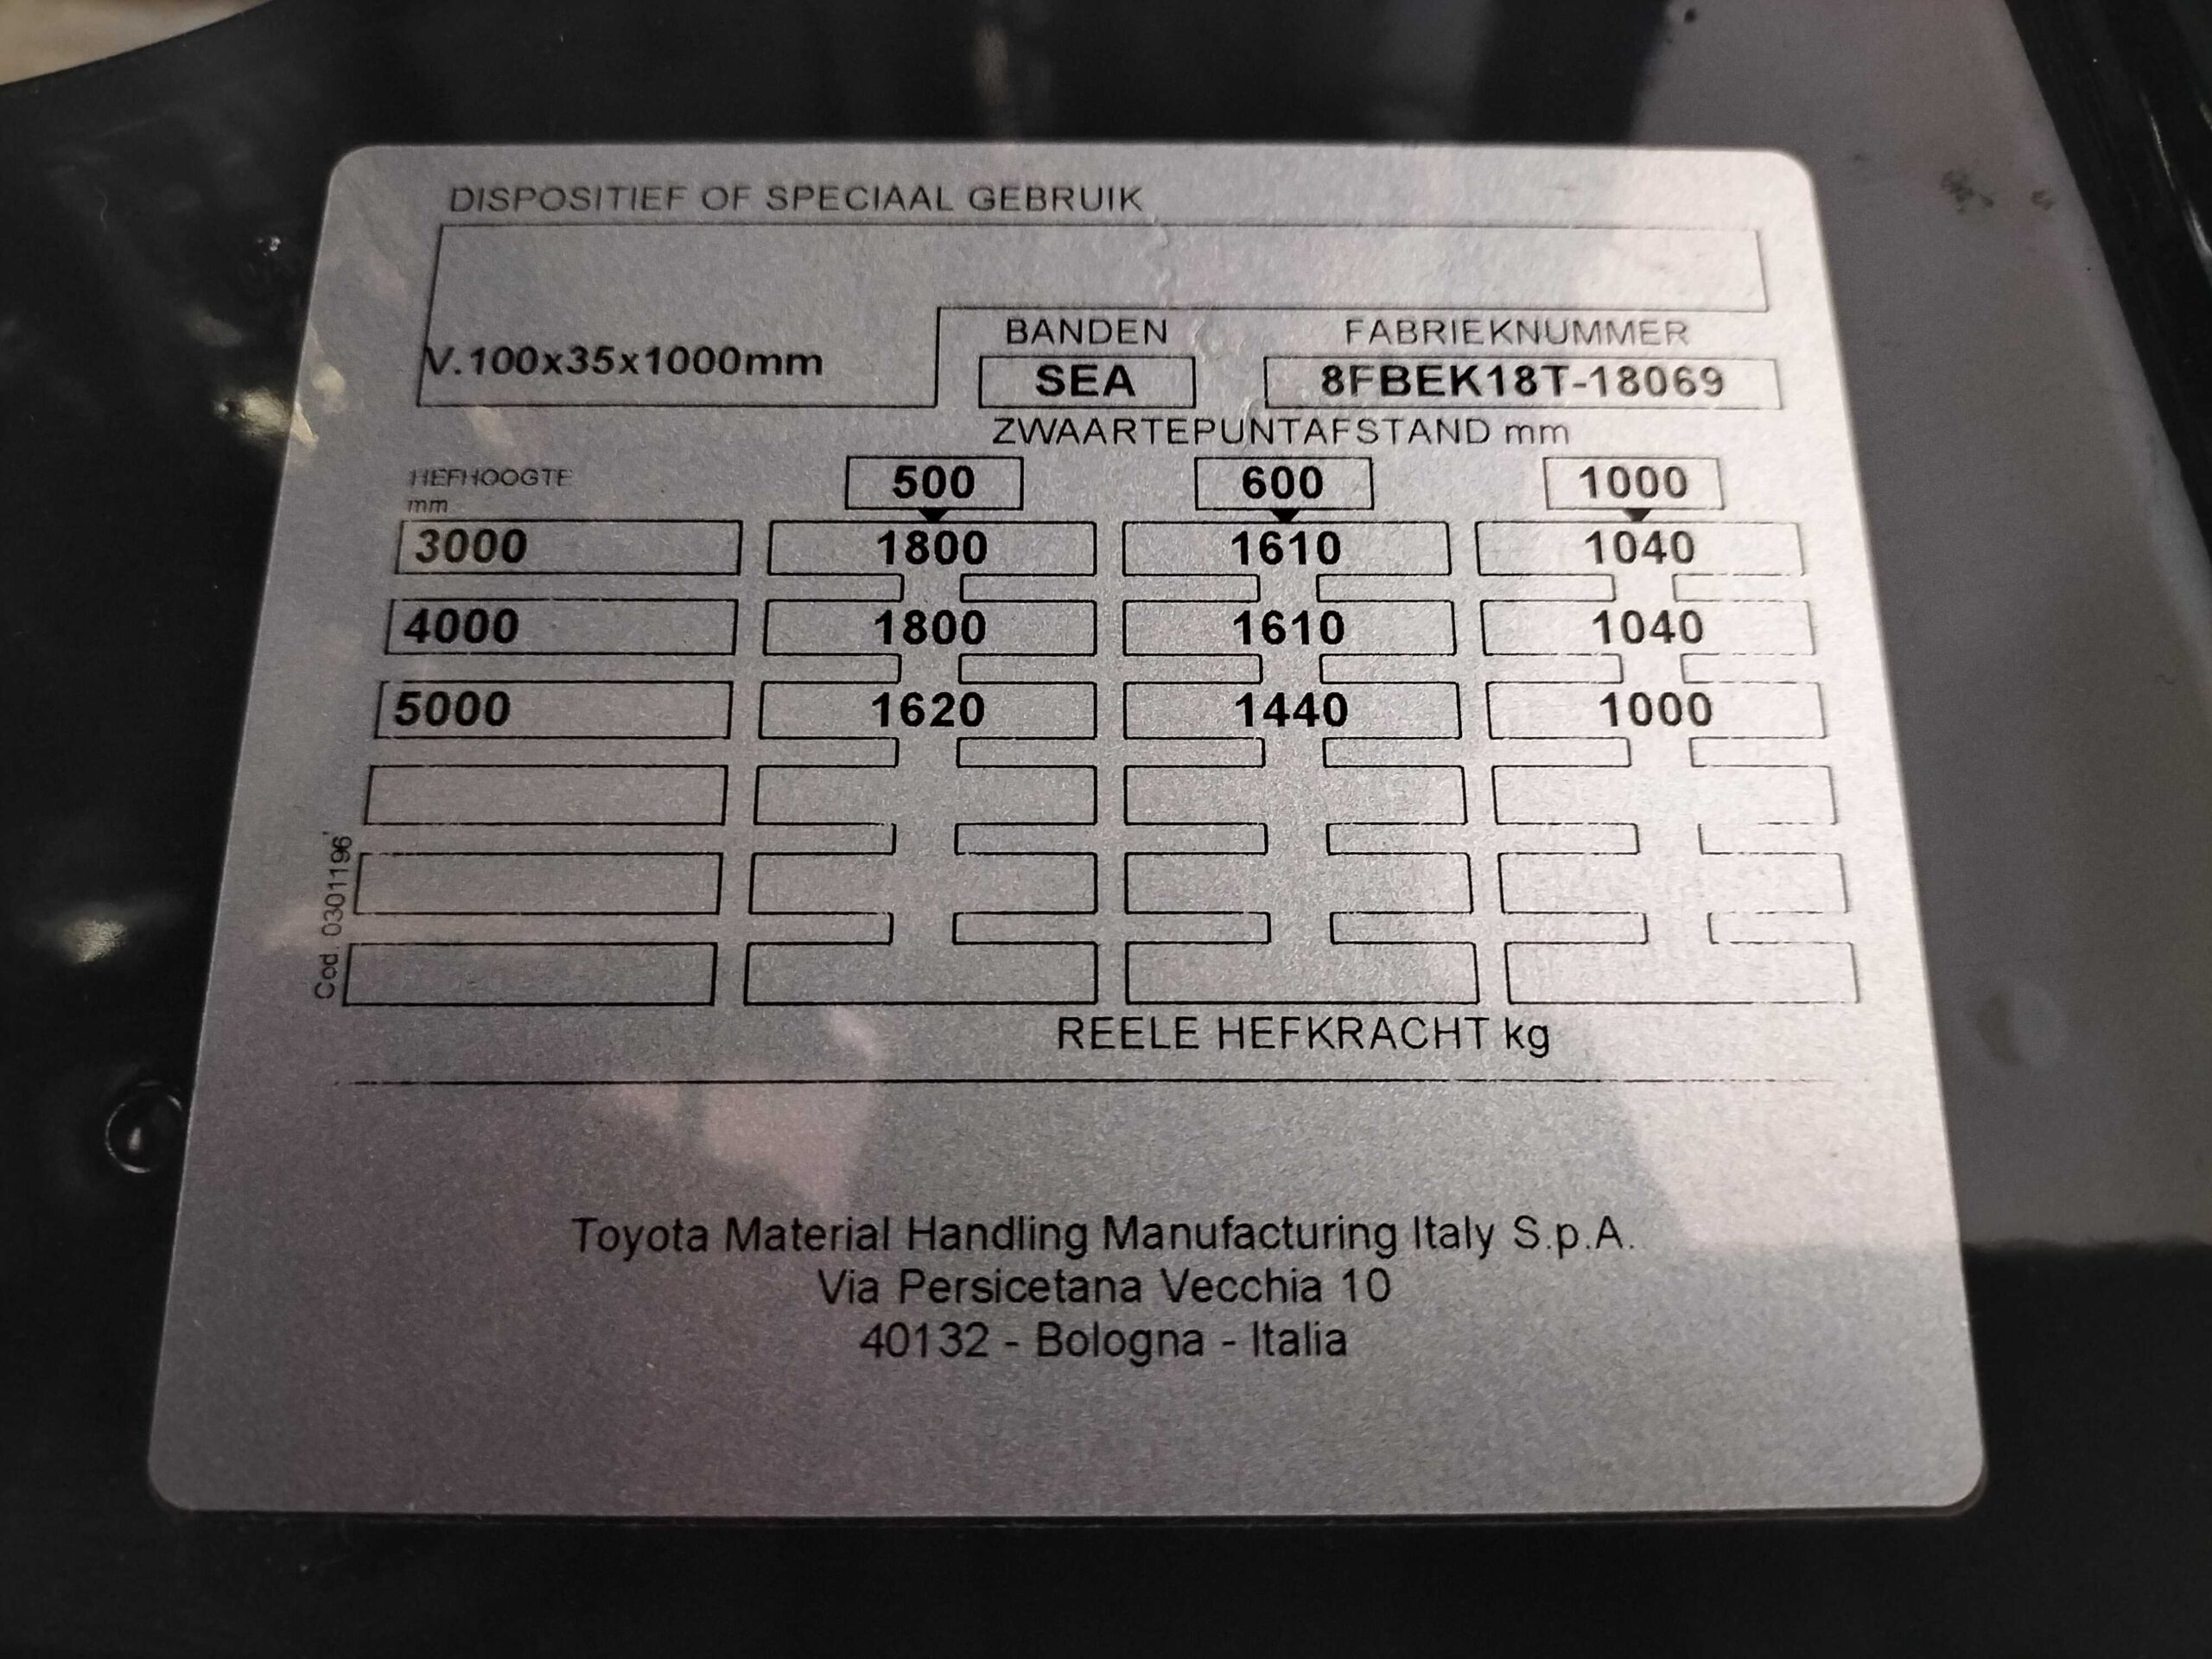 DISPOSITIEF OF SPECIAAL GEBRUIK
V.100x35x1000mm
BANDEN FABRIEKNUMMER
SEA 8FBEK18T-18069
ZWAARTEPUNTAFSTAND mm
HEFHOOGTE 500 600 1000
mm
3000 1800 1610 1040
4000 1800 1610 1040
5000 1620 1440 1000
Cod. 0301196
REELE HEFKRACHT kg
Toyota Material Handling Manufacturing Italy S.p.A.
Via Persicetana Vecchia 10
40132 - Bologna - Italia